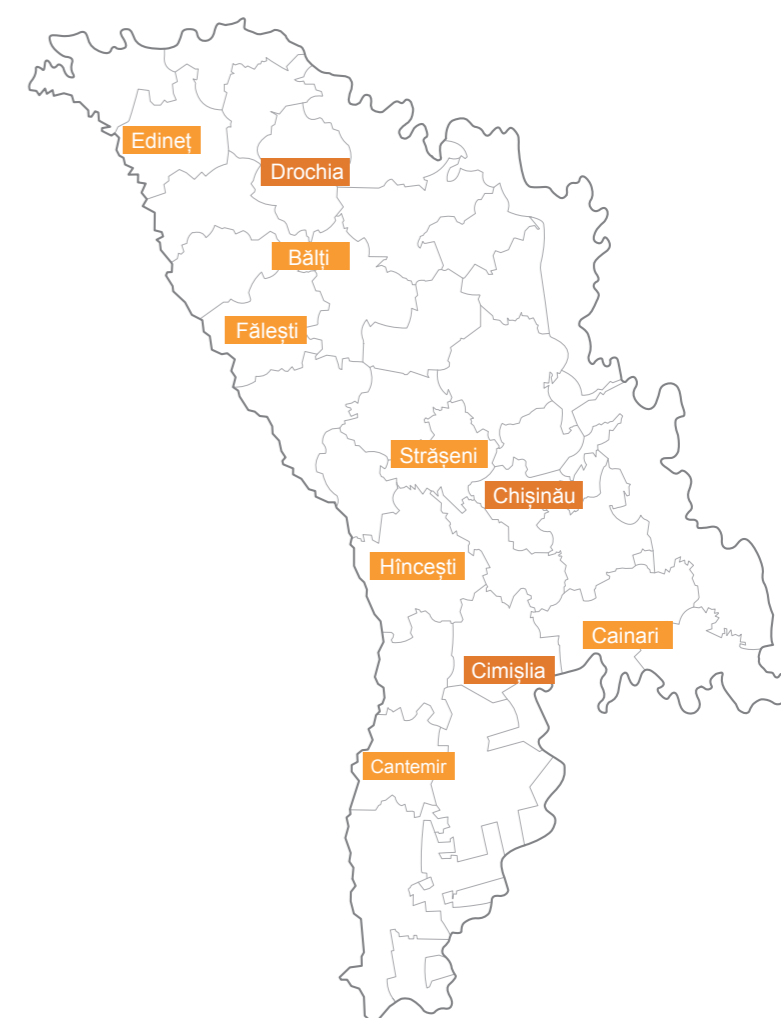 Edineț
Drochia
Bălți
Fălești
Strășeni
Chișinău
Hîncești
Cainari
Cimișlia
Cantemir